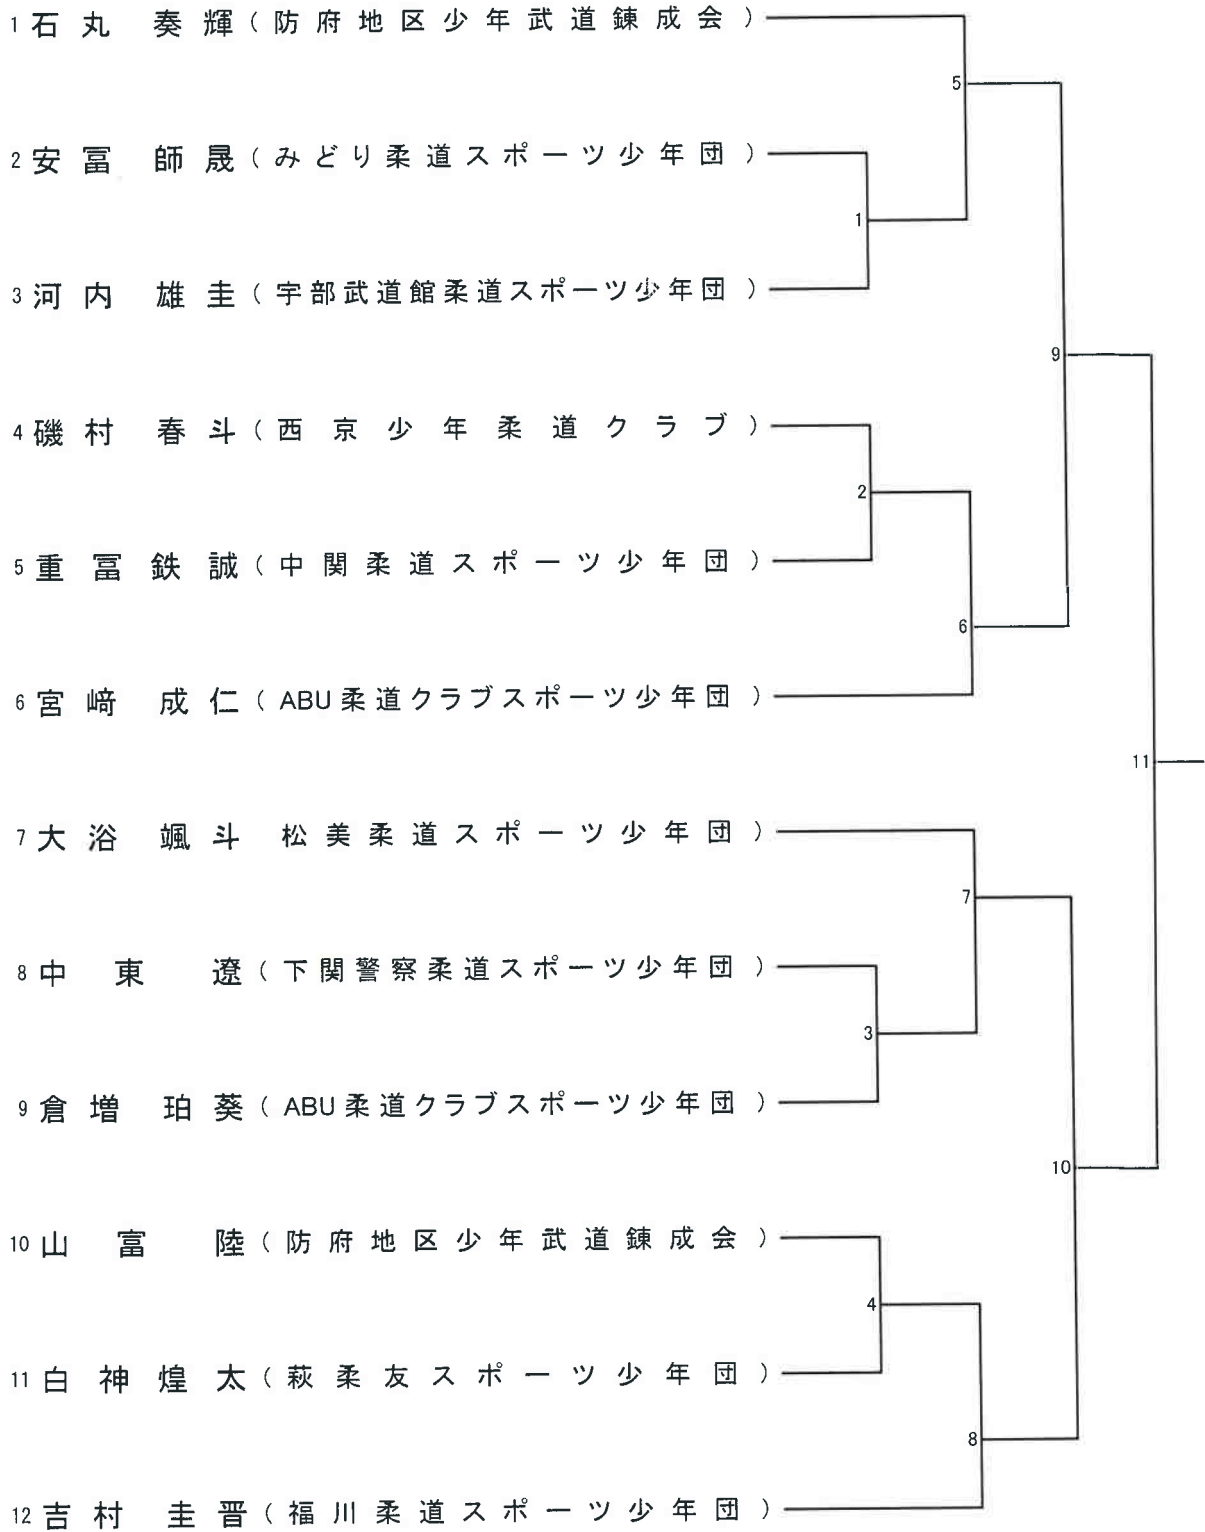 1 石丸 奏輝(防府地区少年武道錬成会)
5
2 安冨 師晟(みどり柔道スポーツ少年団)
1
3 河内 雄圭(宇部武道館柔道スポーツ少年団)
9
4 磯村 春斗(西京少年柔道クラブ)
2
5 重冨鉄誠(中関柔道スポーツ少年団)
6
6 宮﨑 成仁(ABU柔道クラブスポーツ少年団)
11
7 大浴 颯斗 松美柔道スポーツ少年団)
7
8 中東 遼(下関警察柔道スポーツ少年団)
3
9 倉増 珀葵(ABU柔道クラブスポーツ少年団)
10
10 山富 陸(防府地区少年武道錬成会)
4
11 白神煌太(萩柔友スポーツ少年団)
8
12 吉村 圭晋(福川柔道スポーツ少年団)